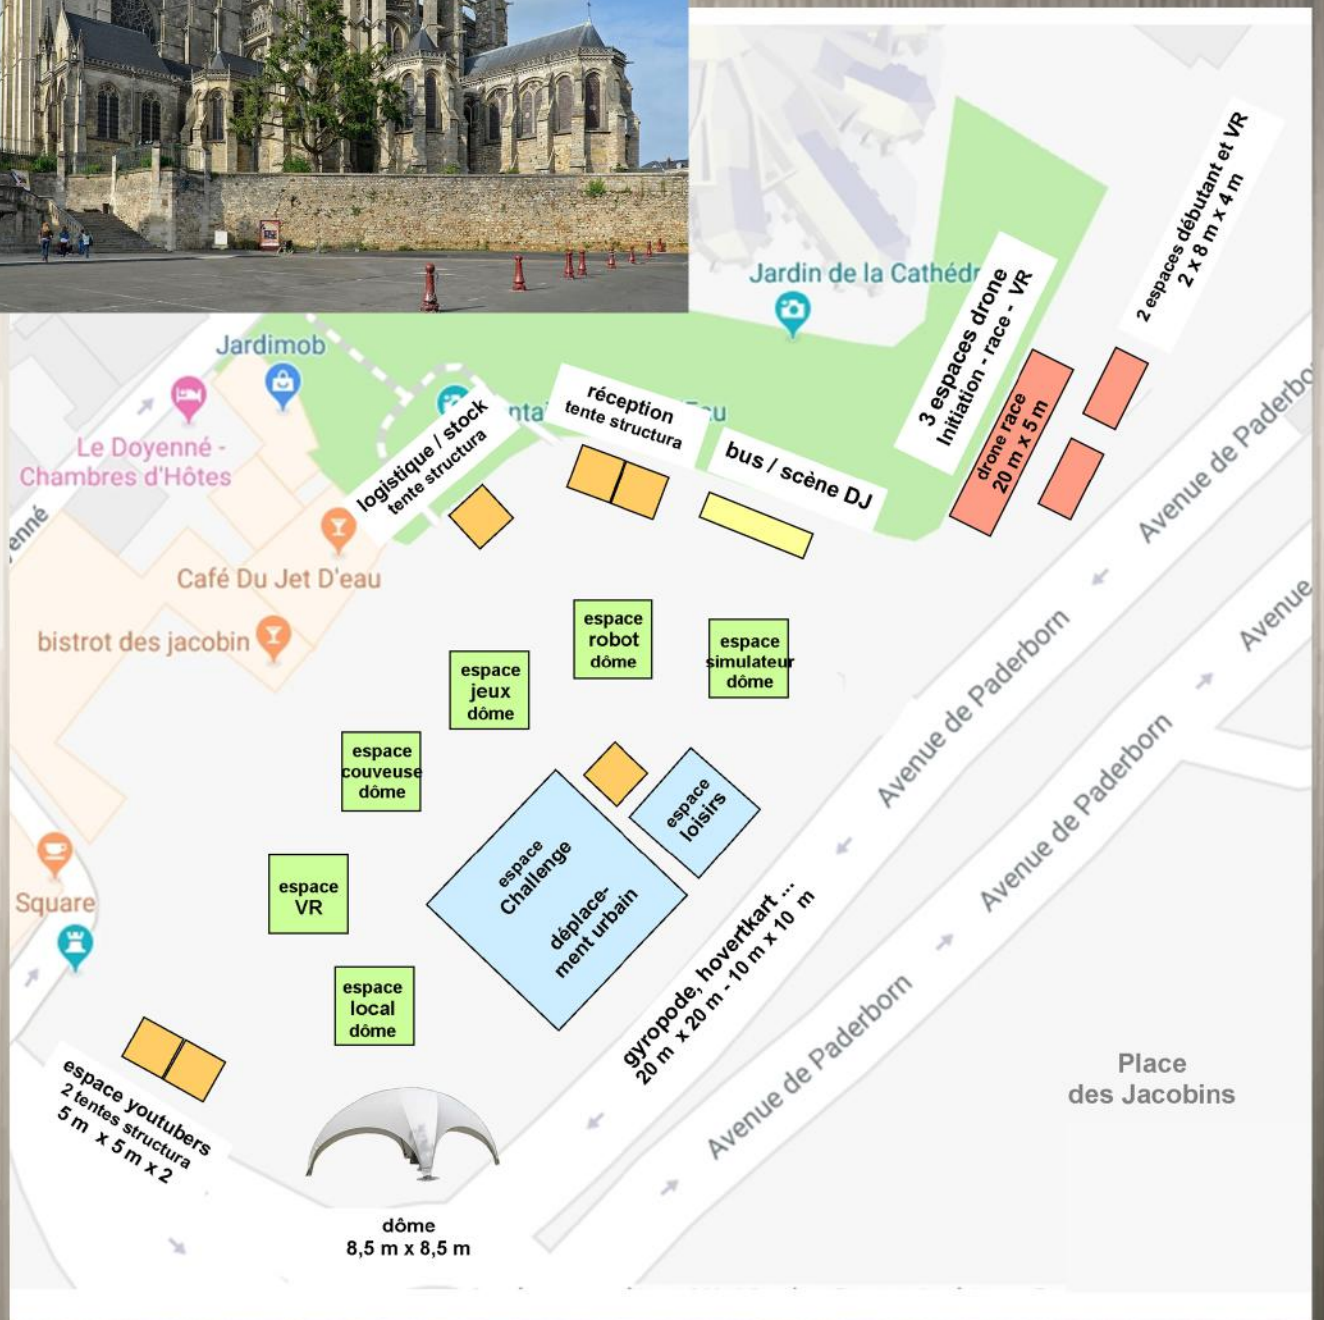 Jardin de la Cathédr
2 espaces débutant et VR
2 x 8 m x 4 m
3 espaces drone
Initiation - race - VR
drone race
20 m x 5 m
Jardimob
Le Doyenné -
Chambres d'Hôtes
enné
réception
tente structura
logistique / stock
tente structura
bus / scène DJ
Café Du Jet D'eau
bistrot des jacobin
espace
robot
dôme
espace
simulateur
dôme
espace
jeux
dôme
espace
couveuse
dôme
espace
loisirs
espace
Challenge
déplace-
ment urbain
espace
VR
espace
local
dôme
Square
Avenue de Paderbo
Avenue de Paderborn
Avenue
Avenue de Paderborn
Avenue de Paderborn
gyropode, hovertkart ...
20 m x 20 m - 10 m x 10 m
Place
des Jacobins
espace youtubers
2 tentes structura
5 m x 5 m x 2
dôme
8,5 m x 8,5 m